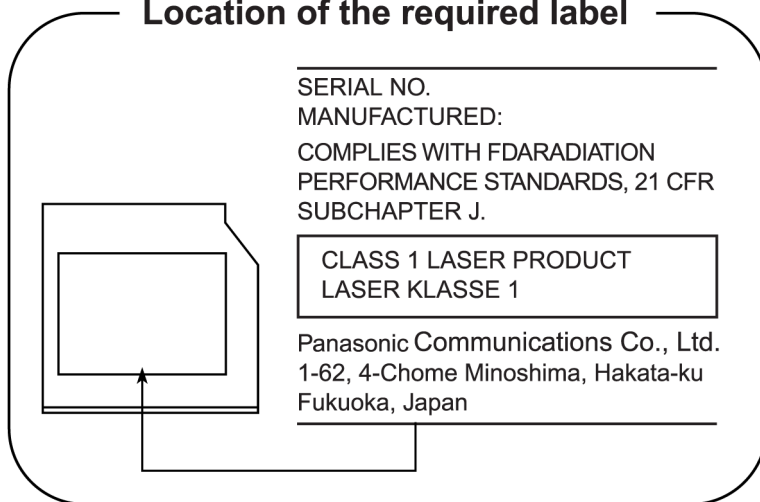 Location of the required label
SERIAL NO.
MANUFACTURED:
COMPLIES WITH FDARADIATION
PERFORMANCE STANDARDS, 21 CFR
SUBCHAPTER J.
CLASS 1 LASER PRODUCT
LASER KLASSE 1
Panasonic Communications Co., Ltd.
1-62, 4-Chome Minoshima, Hakata-ku
Fukuoka, Japan